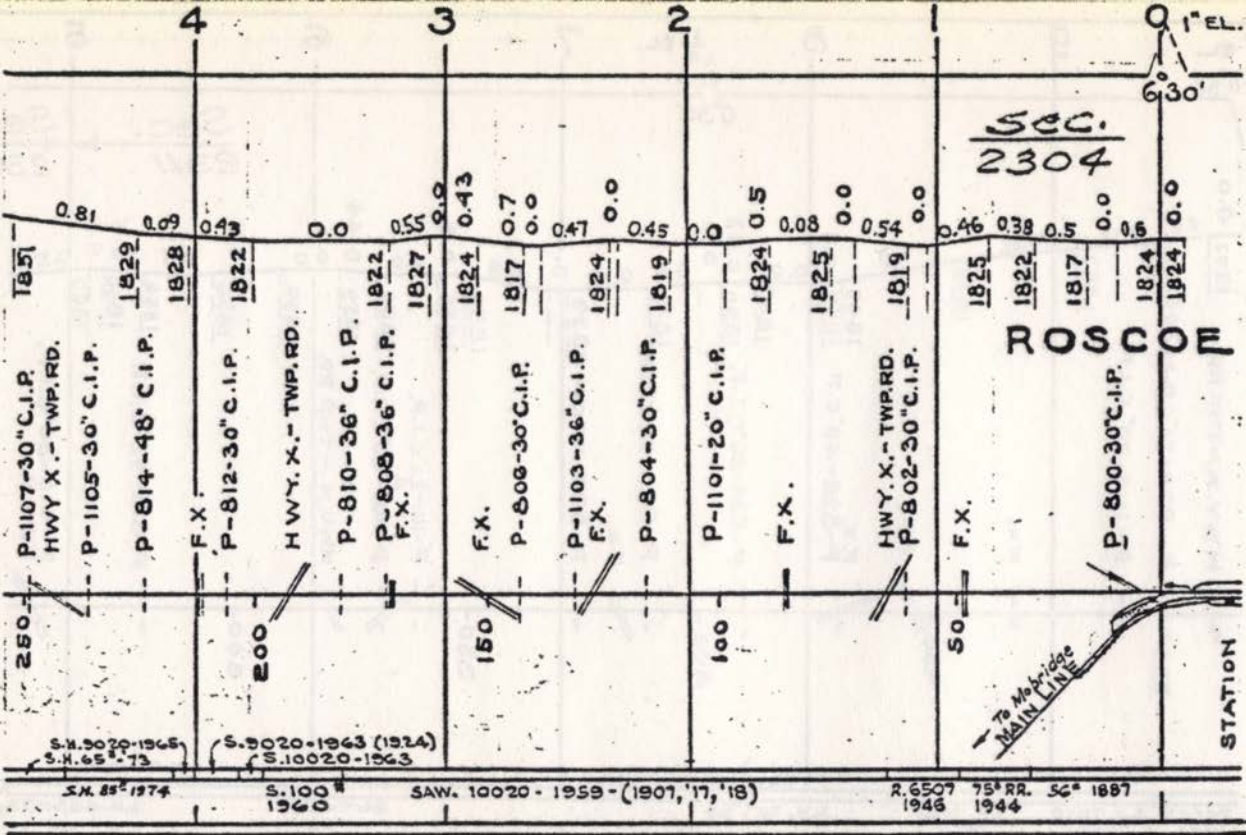 4 3 2 1 0 1" EL.
6°30'
SEC.
2304
0.81 0.09 0.43 0.0 .55 0.0 0.43 0.7 0.0 0.47 0.0 0.45 0.0 0.5 0.08 0.0 0.54 0.0 0.46 0.38 0.5 0.0 0.6 0.0
1851 1829 1828 1822 1822 1827 1824 1817 1824 1819 1824 1825 1819 1825 1822 1817 1824 1824
ROSCOE
P-1107-30" C.I.P.
HWY X.-TWP.RD.
P-1105-30" C.I.P.
P-814-48" C.I.P.
F.X.
P-812-30" C.I.P.
HWY. X.-TWP.RD.
P-810-36" C.I.P.
P-808-36" C.I.P.
F.X.
F.X.
P-806-30" C.I.P.
P-1103-36" C.I.P.
F.X.
P-804-30" C.I.P.
P-1101-20" C.I.P.
F.X.
HWY. X.-TWP.RD.
P-802-30" C.I.P.
F.X.
P-800-30" C.I.P.
250 200 150 100 50
To Mobridge
MAIN LINE
STATION
S.H.9020-1965
S.H.65#-73
S.9020-1963 (1924)
S.10020-1963
S.H. 85# 1974
S.100#
1960
SAW. 10020 - 1959 - (1907,'17,'18)
R.6507
1946
75# RR.
1944
56# 1887